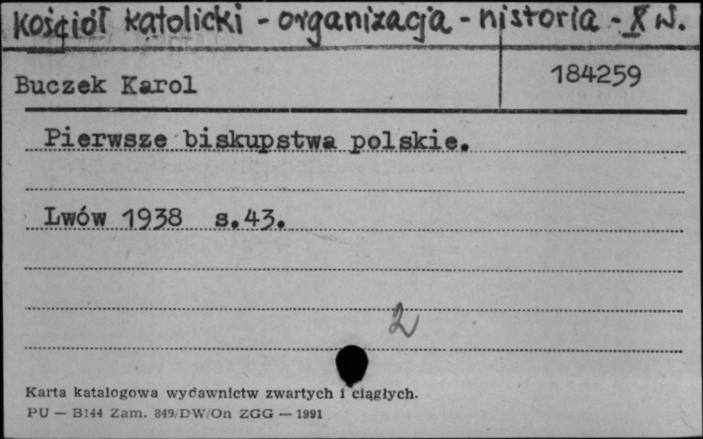 Kościół katolicki - organizacja - historia - X w.
Buczek Karol
184259
Pierwsze biskupstwa polskie.
Lwów 1938 s.43.
2
Karta katalogowa wydawnictw zwartych i ciągłych.
PU — B144 Zam. 849/DW/On ZGG — 1991